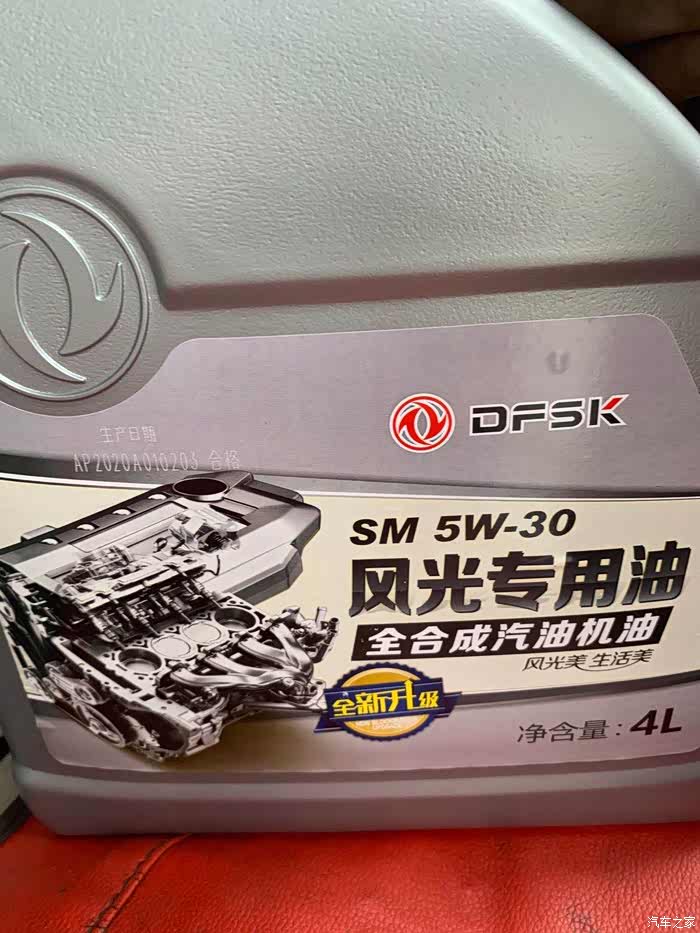 DFSK
生产日期
AP2020A010203 合格
SM 5W-30
风光专用油
全合成汽油机油
风光美 生活美
全新升级
净含量：4L
汽车之家